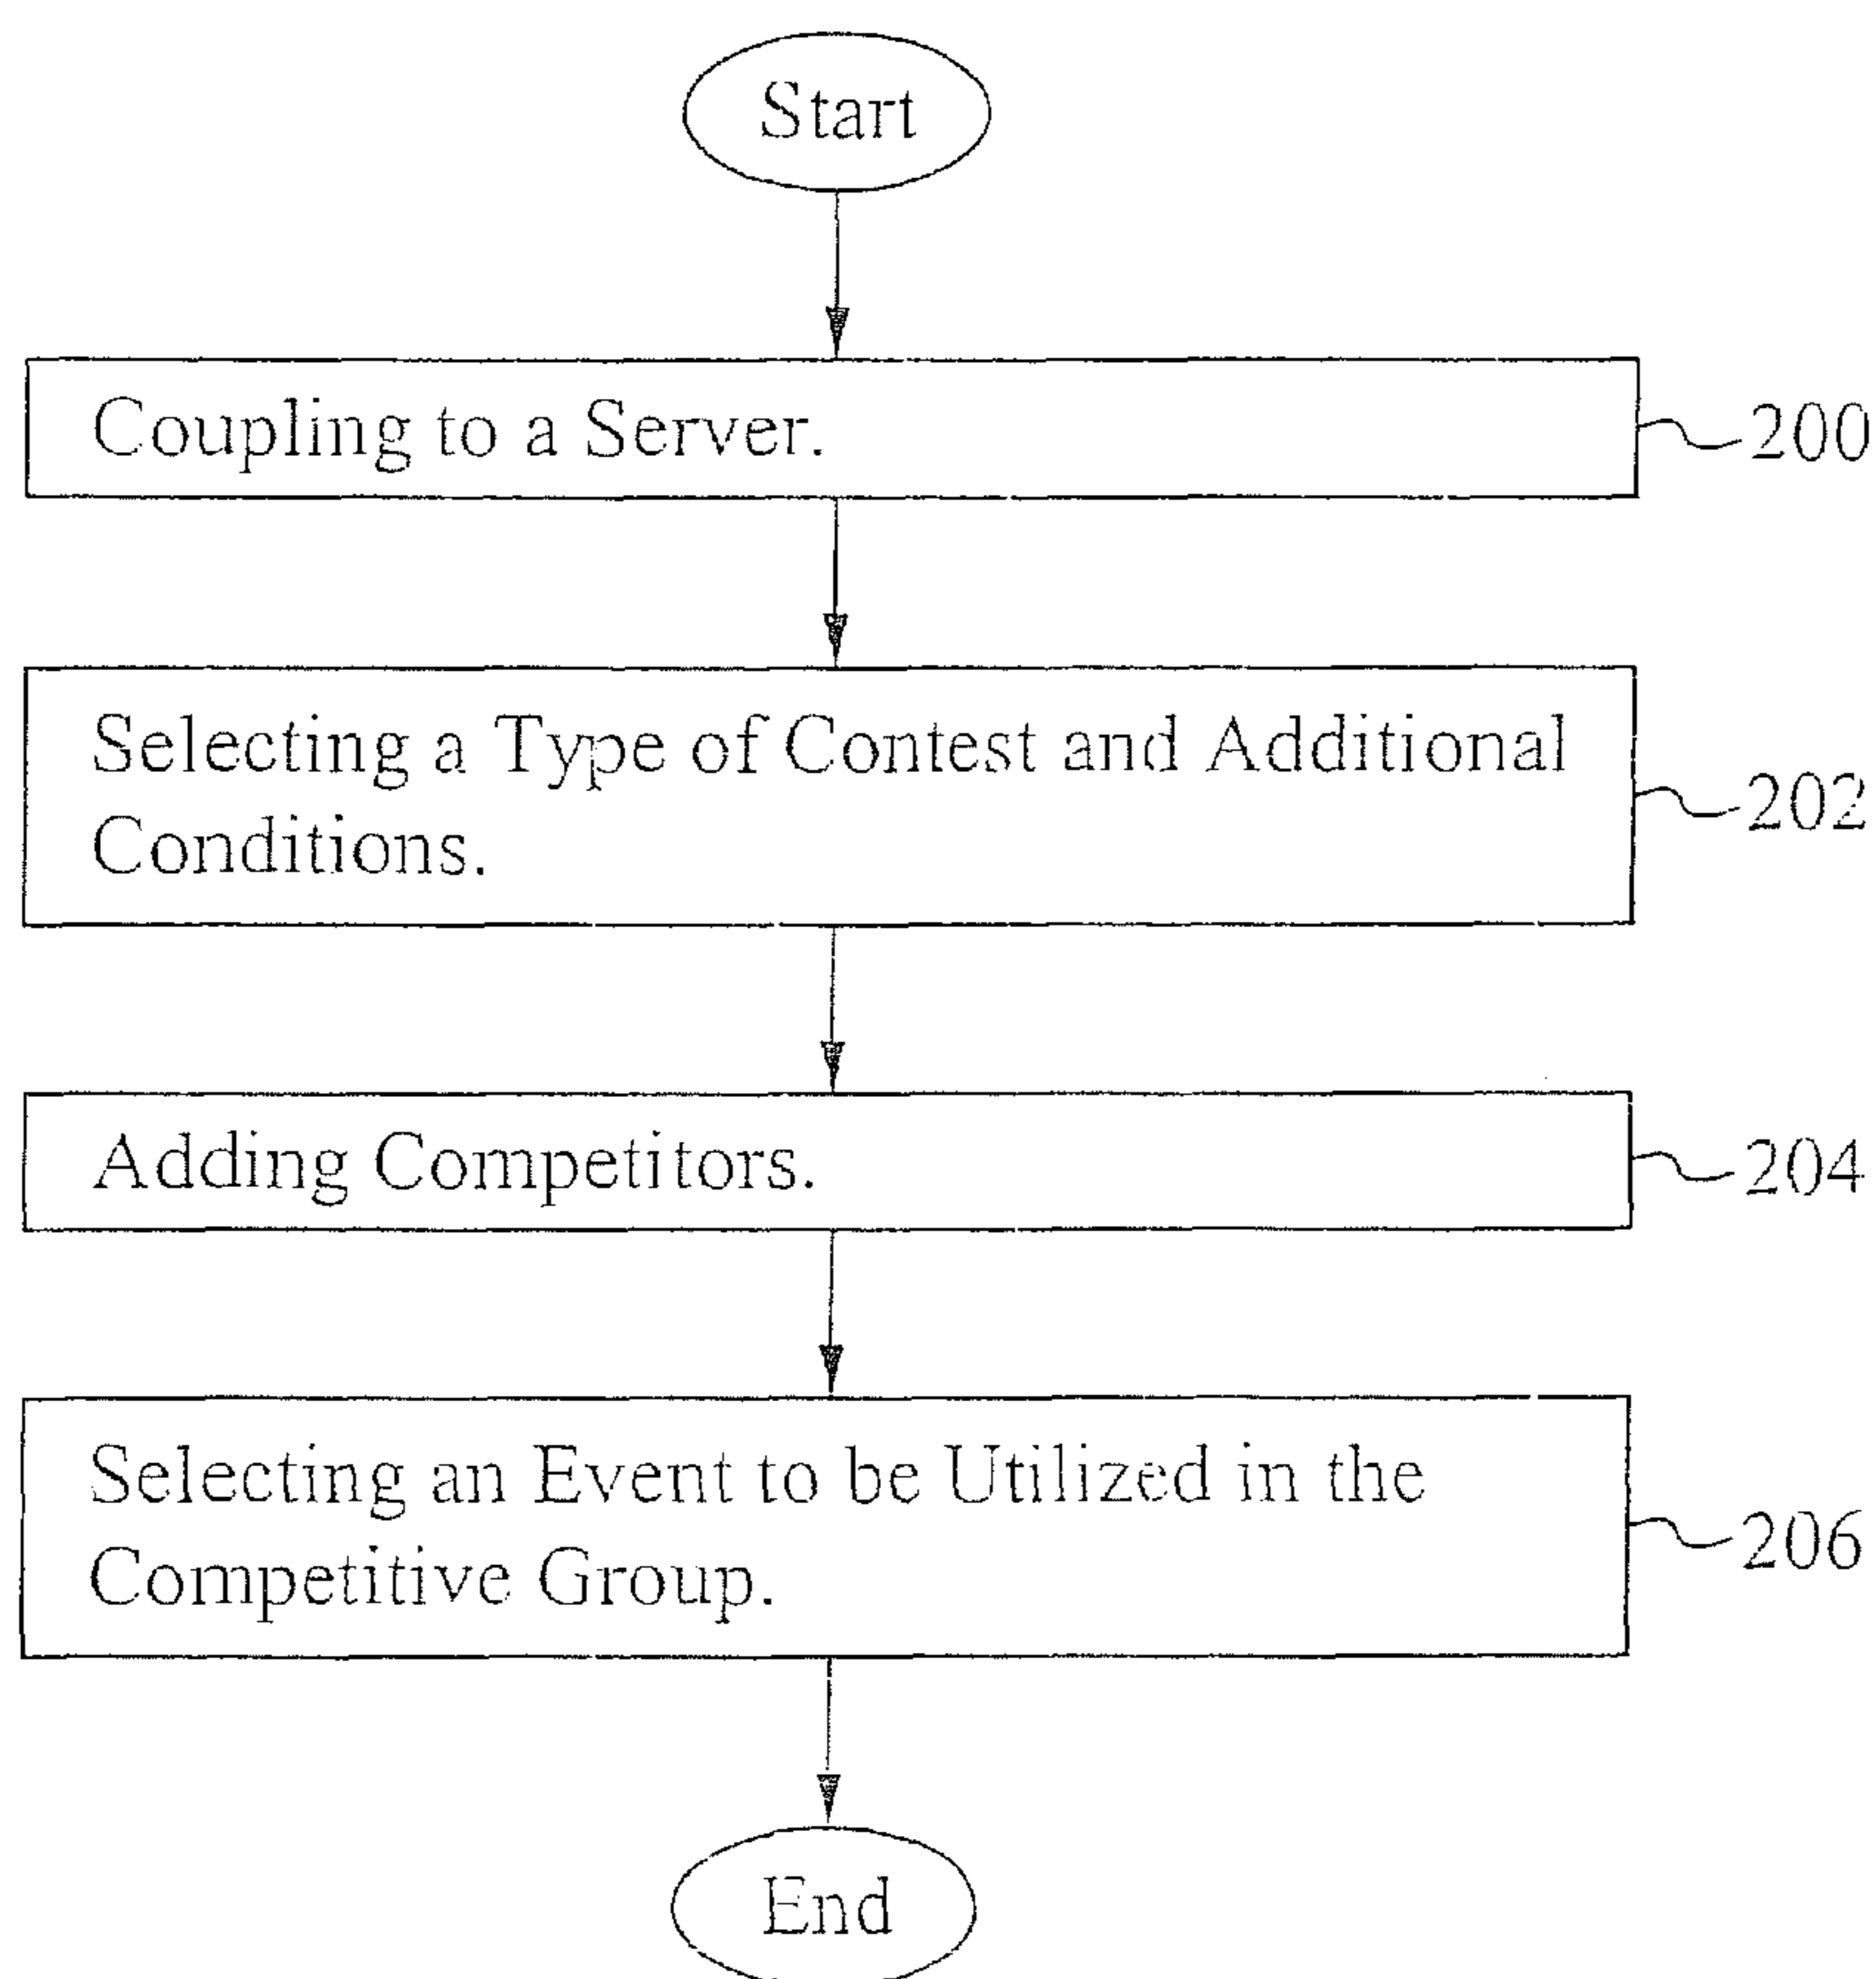 Start
Coupling to a Server.
200
Selecting a Type of Contest and Additional
Conditions.
202
Adding Competitors.
204
Selecting an Event to be Utilized in the
Competitive Group.
206
End